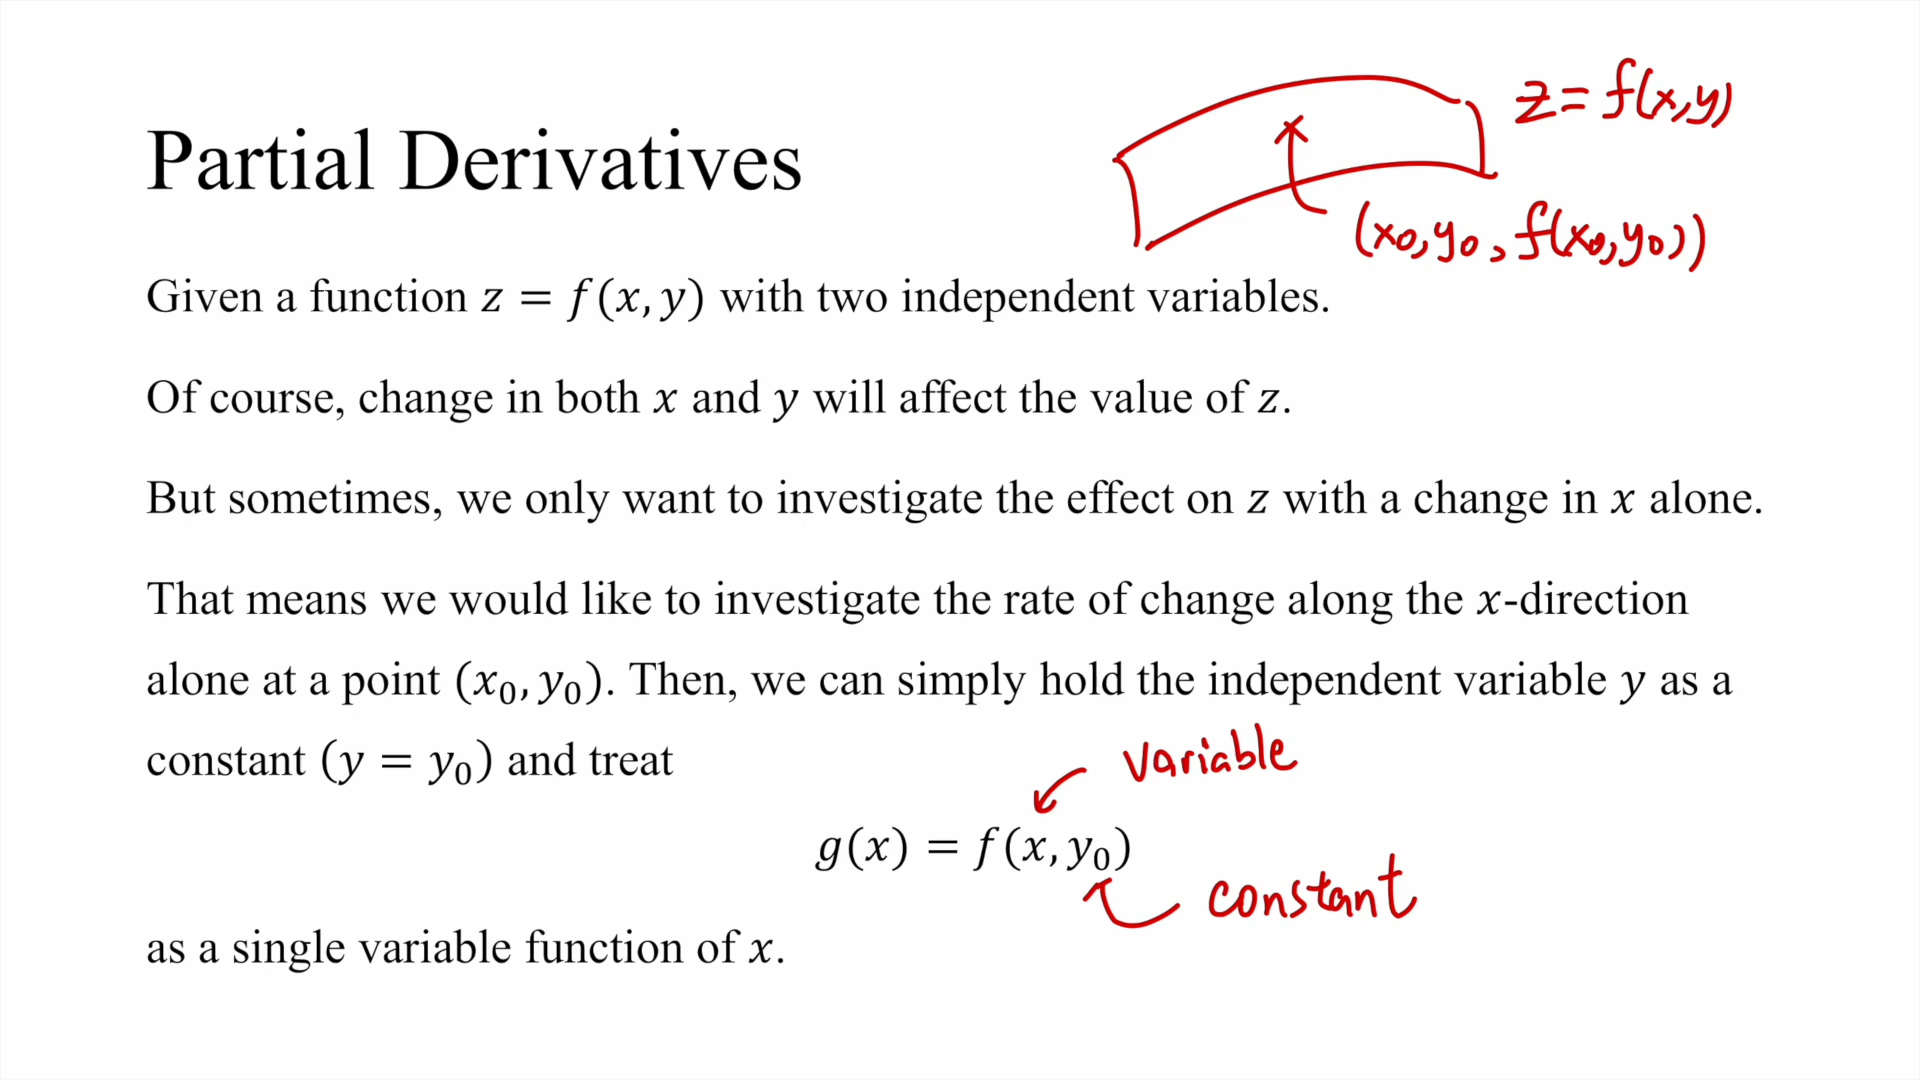 z = f(x,y)
Partial Derivatives
(x₀,y₀, f(x₀,y₀))
Given a function z = f(x, y) with two independent variables.
Of course, change in both x and y will affect the value of z.
But sometimes, we only want to investigate the effect on z with a change in x alone.
That means we would like to investigate the rate of change along the x-direction
alone at a point (x₀, y₀). Then, we can simply hold the independent variable y as a
constant (y = y₀) and treat
variable
g(x) = f(x, y₀)
constant
as a single variable function of x.